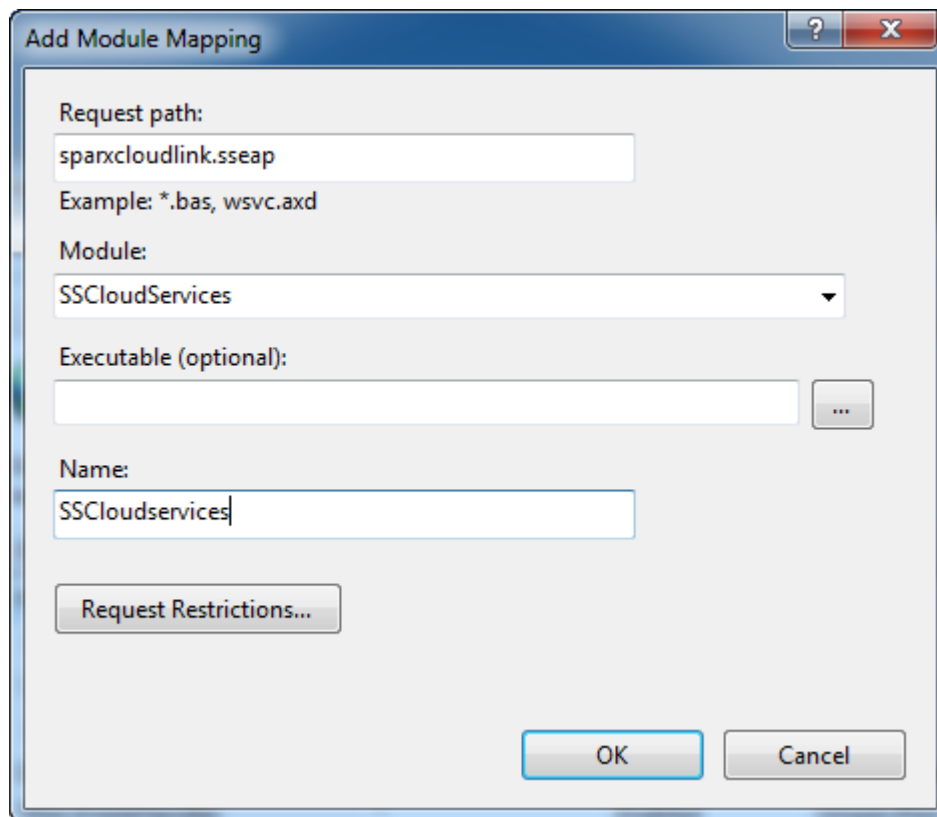 Add Module Mapping
?
X
Request path:
sparxcloudlink.sseap
Example: *.bas, wsvc.axd
Module:
SSCloudServices
Executable (optional):
...
Name:
SSCloudservices
Request Restrictions...
OK Cancel